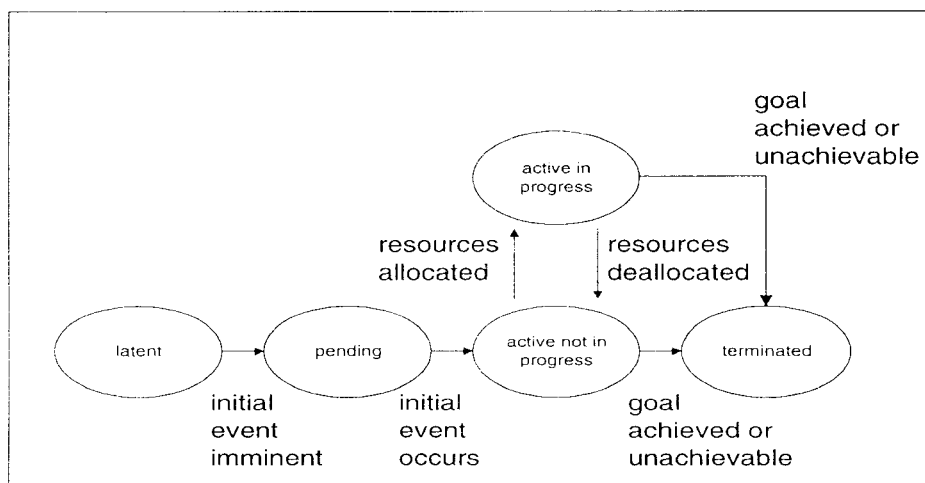 goal
achieved or
unachievable
active in
progress
resources
allocated
resources
deallocated
latent
pending
active not in
progress
terminated
initial
event
imminent
initial
event
occurs
goal
achieved or
unachievable